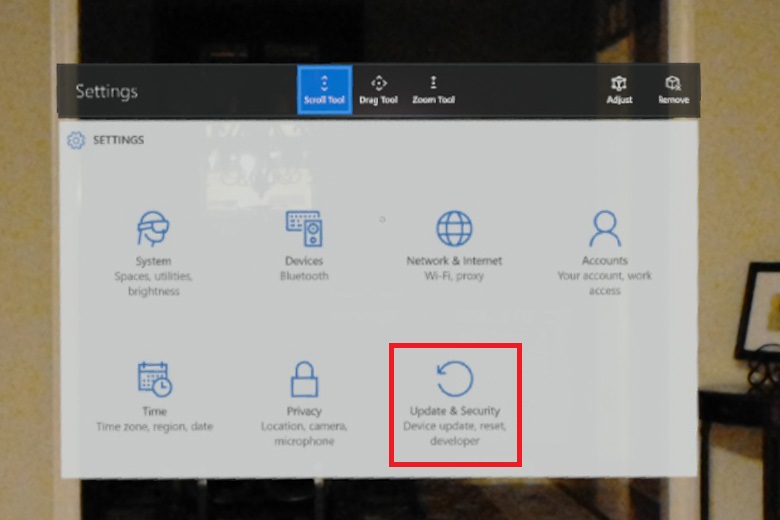 Settings
Scroll Tool
Drag Tool
Zoom Tool
Adjust
Remove
SETTINGS
System
Spaces, utilities,
brightness
Devices
Bluetooth
Network & Internet
Wi-Fi, proxy
Accounts
Your account, work
access
Time
Time zone, region, date
Privacy
Location, camera,
microphone
Update & Security
Device update, reset,
developer